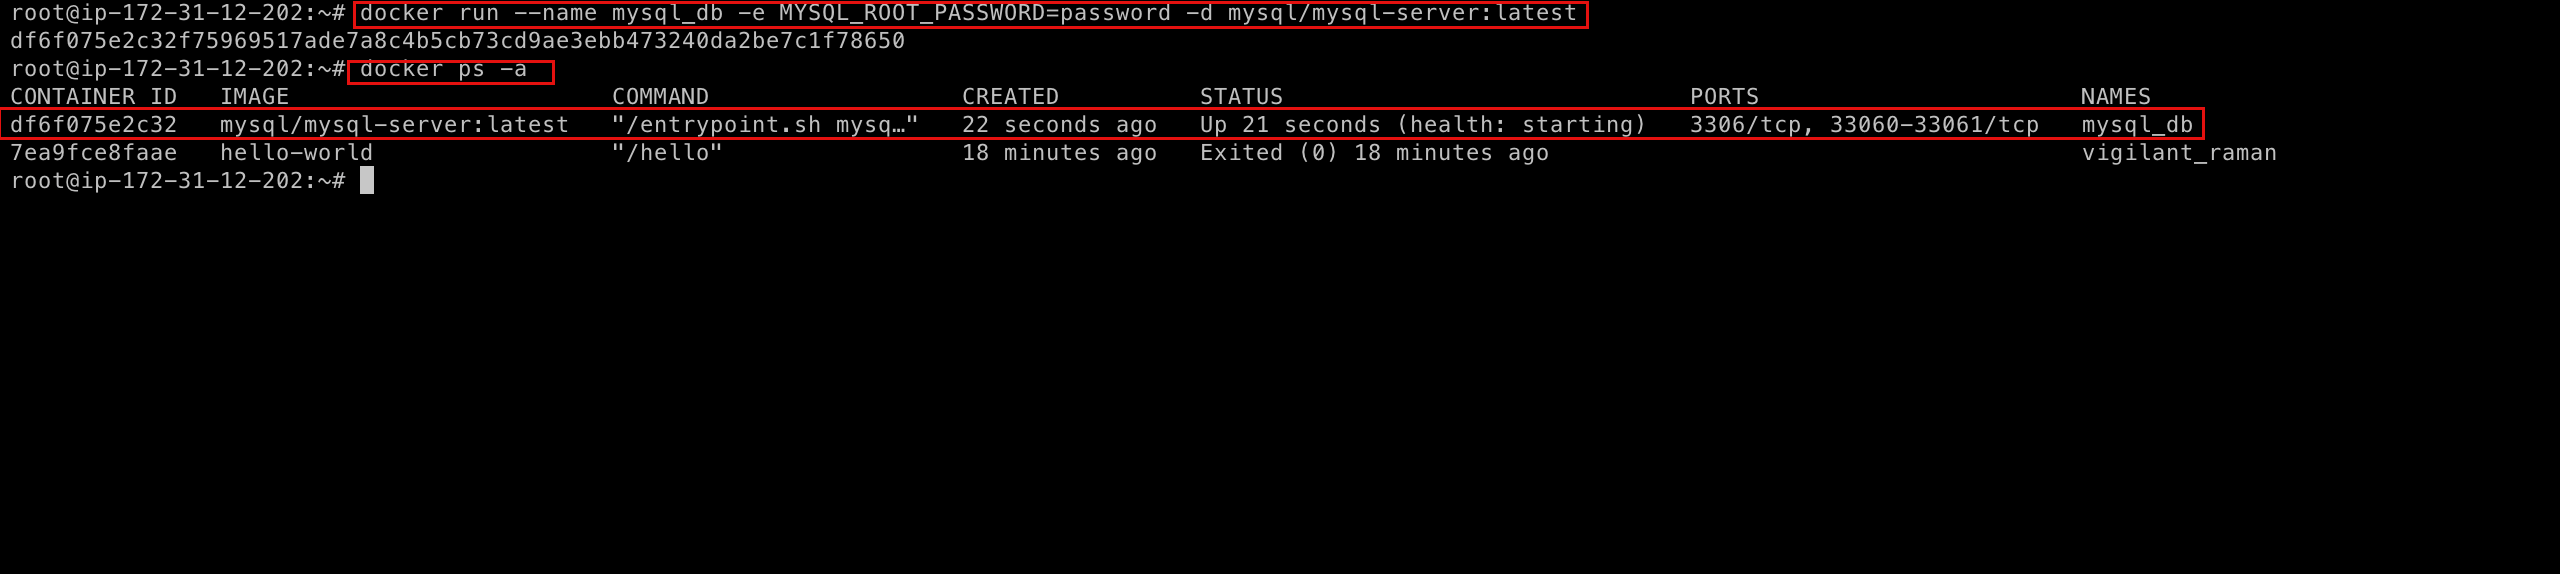 root@ip-172-31-12-202:~# docker run --name mysql_db -e MYSQL_ROOT_PASSWORD=password -d mysql/mysql-server:latest
df6f075e2c32f75969517ade7a8c4b5cb73cd9ae3ebb473240da2be7c1f78650
root@ip-172-31-12-202:~# docker ps -a
CONTAINER ID   IMAGE                       COMMAND                  CREATED          STATUS                             PORTS                       NAMES
df6f075e2c32   mysql/mysql-server:latest   "/entrypoint.sh mysq…"   22 seconds ago   Up 21 seconds (health: starting)   3306/tcp, 33060-33061/tcp   mysql_db
7ea9fce8faae   hello-world                 "/hello"                 18 minutes ago   Exited (0) 18 minutes ago                                      vigilant_raman
root@ip-172-31-12-202:~#